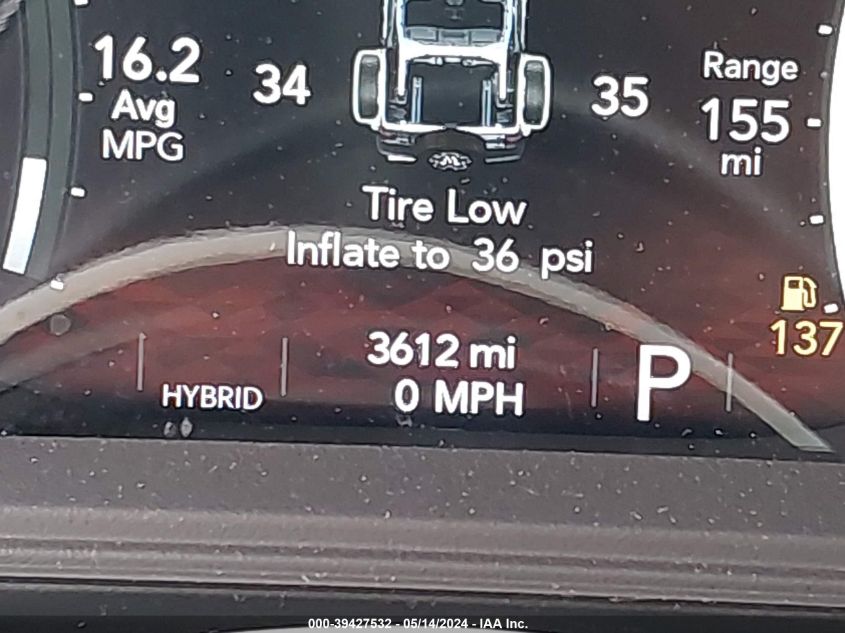 16.2
Avg
MPG
34
35
Range
155
mi
Tire Low
Inflate to 36 psi
137
3612 mi
0 MPH
HYBRID
P
000-39427532 - 05/14/2024 - IAA Inc.